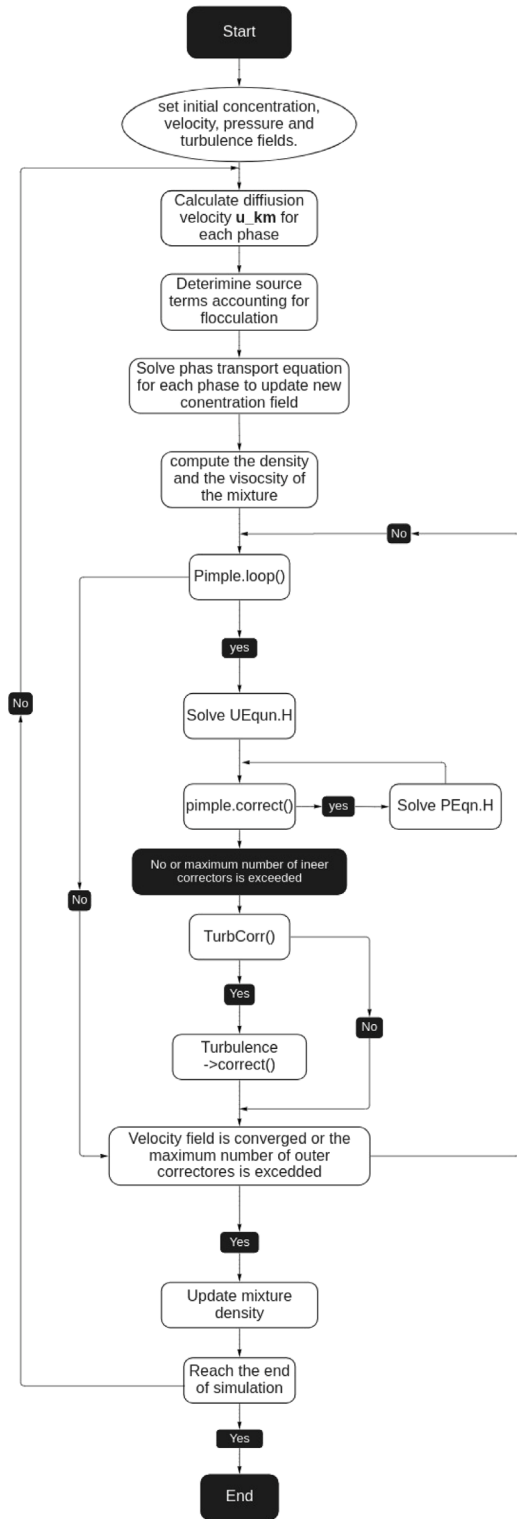 Start
set initial concentration,
velocity, pressure and
turbulence fields.
Calculate diffiusion
velocity u_km for
each phase
Deterimine source
terms accounting for
flocculation
Solve phas transport equation
for each phase to update new
conentration field
compute the density
and the visocsity of
the mixture
No
Pimple.loop()
yes
No
Solve UEqun.H
pimple.correct()
yes
Solve PEqn.H
No or maximum number of ineer
correctors is exceeded
No
TurbCorr()
Yes
No
Turbulence
->correct()
Velocity field is converged or the
maximum number of outer
correctores is excedded
Yes
Update mixture
density
Reach the end
of simulation
Yes
End